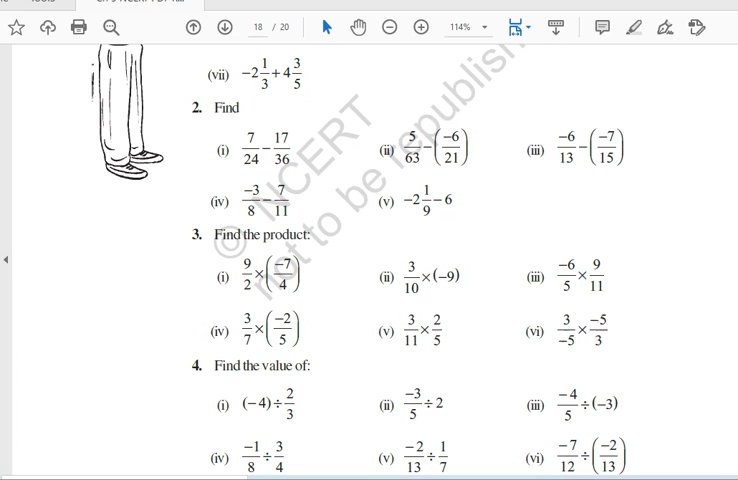 18 / 20
114%
(vii) −2 1/3 + 4 3/5
2. Find
(i) 7/24 − 17/36 (ii) 5/63 − (−6/21) (iii) −6/13 − (−7/15)
(iv) −3/8 − 7/11 (v) −2 1/9 − 6
3. Find the product:
(i) 9/2 × (−7/4) (ii) 3/10 × (−9) (iii) −6/5 × 9/11
(iv) 3/7 × (−2/5) (v) 3/11 × 2/5 (vi) 3/−5 × −5/3
4. Find the value of:
(i) (−4) ÷ 2/3 (ii) −3/5 ÷ 2 (iii) −4/5 ÷ (−3)
(iv) −1/8 ÷ 3/4 (v) −2/13 ÷ 1/7 (vi) −7/12 ÷ (−2/13)
© NCERT
not to be republish